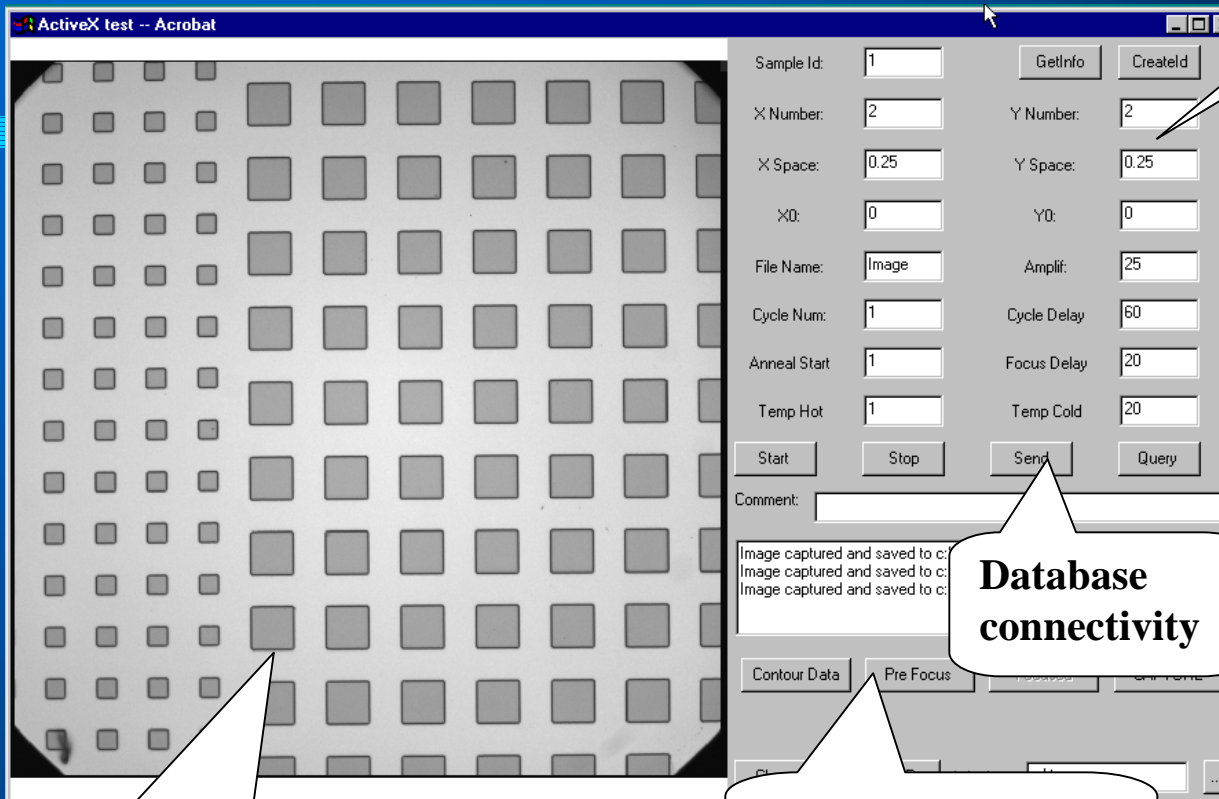 ActiveX test -- Acrobat
Sample Id: 1 GetInfo CreateId
X Number: 2 Y Number: 2
X Space: 0.25 Y Space: 0.25
X0: 0 Y0: 0
File Name: Image Amplif: 25
Cycle Num: 1 Cycle Delay 60
Anneal Start 1 Focus Delay 20
Temp Hot 1 Temp Cold 20
Start Stop Send Query
Comment:
Image captured and saved to c:
Image captured and saved to c:
Image captured and saved to c:
Database
connectivity
Contour Data Pre Focus CAPTURE